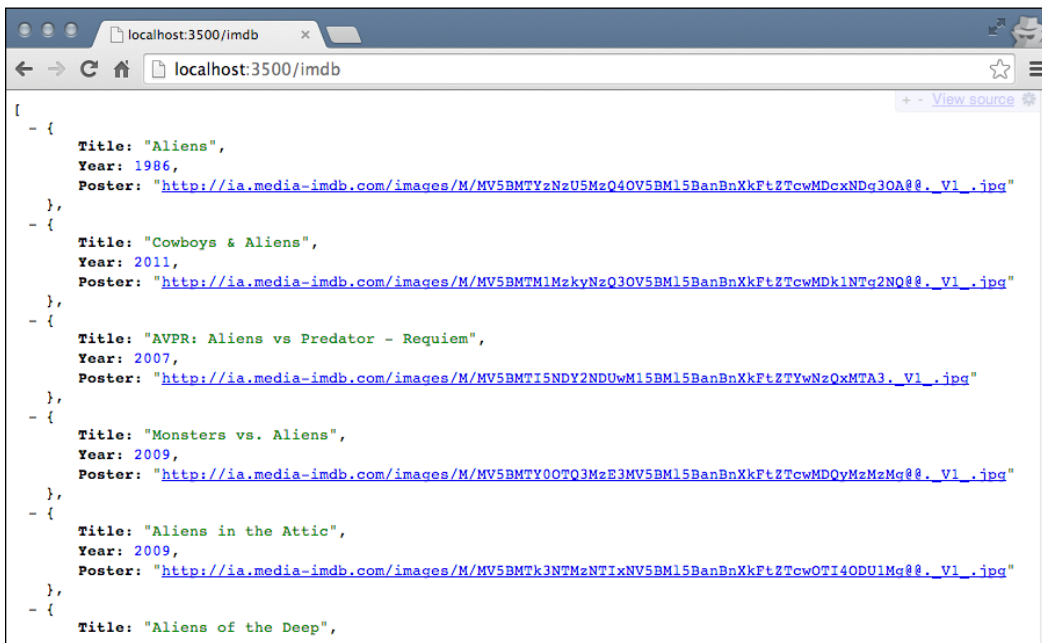 localhost:3500/imdb
localhost:3500/imdb
+ - View source
[
- {
Title: "Aliens",
Year: 1986,
Poster: "http://ia.media-imdb.com/images/M/MV5BMTYzNzU5MzQ4OV5BMl5BanBnXkFtZTcwMDcxNDg3OA@@._V1_.jpg"
},
- {
Title: "Cowboys & Aliens",
Year: 2011,
Poster: "http://ia.media-imdb.com/images/M/MV5BMTM1MzkyNzQ3OV5BMl5BanBnXkFtZTcwMDk1NTg2NQ@@._V1_.jpg"
},
- {
Title: "AVPR: Aliens vs Predator - Requiem",
Year: 2007,
Poster: "http://ia.media-imdb.com/images/M/MV5BMTI5NDY2NDUwM15BMl5BanBnXkFtZTYwNzQxMTA3._V1_.jpg"
},
- {
Title: "Monsters vs. Aliens",
Year: 2009,
Poster: "http://ia.media-imdb.com/images/M/MV5BMTY0OTQ3MzE3MV5BMl5BanBnXkFtZTcwMDQyMzMzMg@@._V1_.jpg"
},
- {
Title: "Aliens in the Attic",
Year: 2009,
Poster: "http://ia.media-imdb.com/images/M/MV5BMTk3NTMzNTIxNV5BMl5BanBnXkFtZTcwOTI4ODU1Mg@@._V1_.jpg"
},
- {
Title: "Aliens of the Deep",